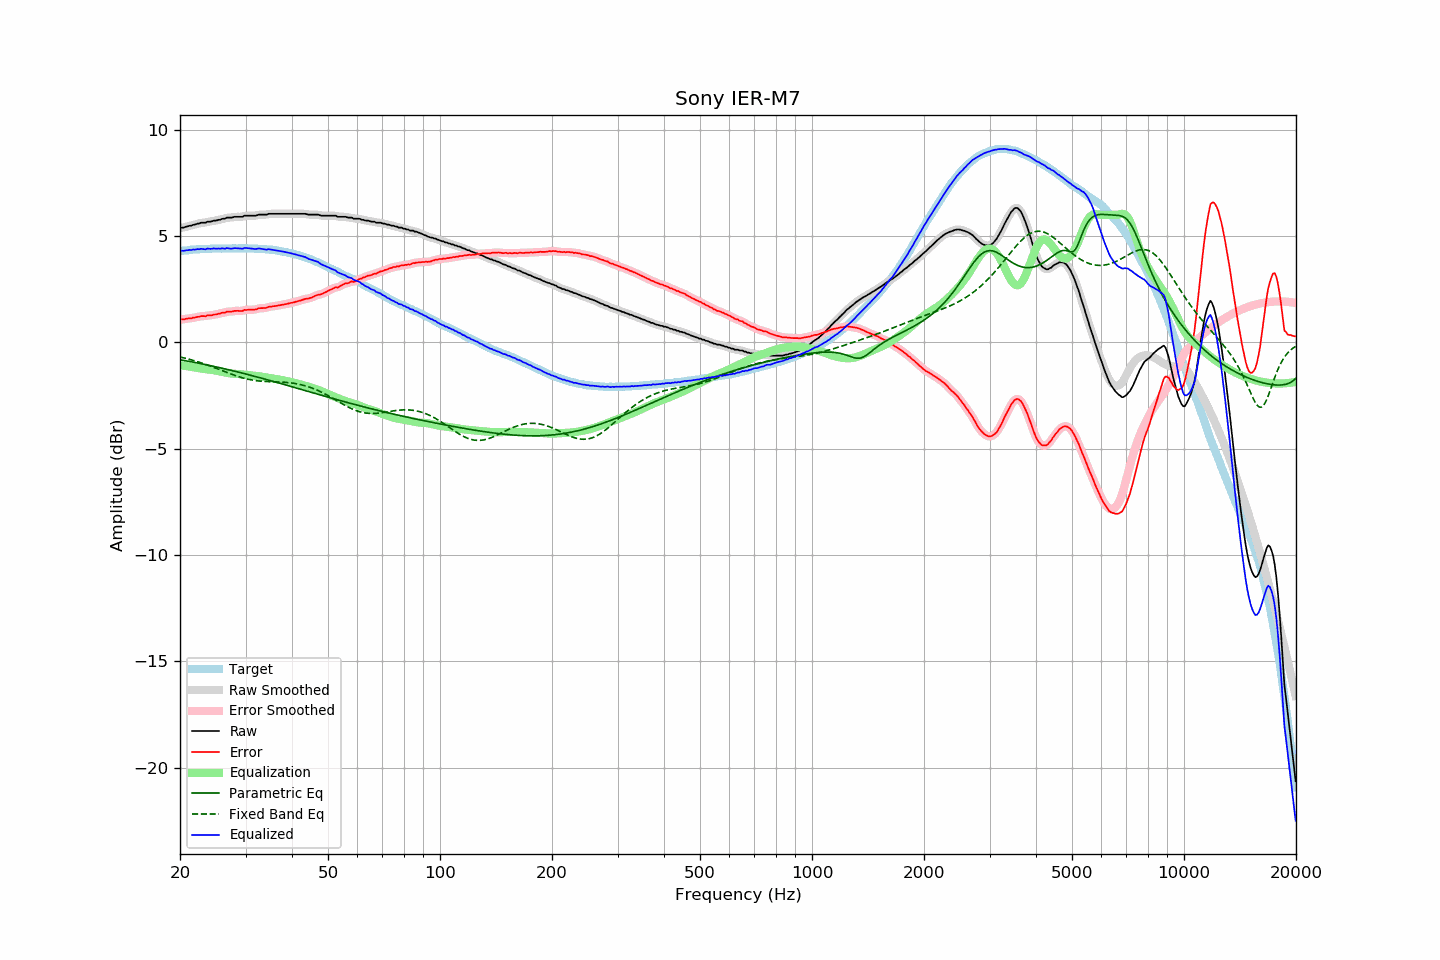 Sony IER-M7
10
5
0
−5
−10
−15
−20
Amplitude (dBr)
Target
Raw Smoothed
Error Smoothed
Raw
Error
Equalization
Parametric Eq
Fixed Band Eq
Equalized
20 50 100 200 500 1000 2000 5000 10000 20000
Frequency (Hz)